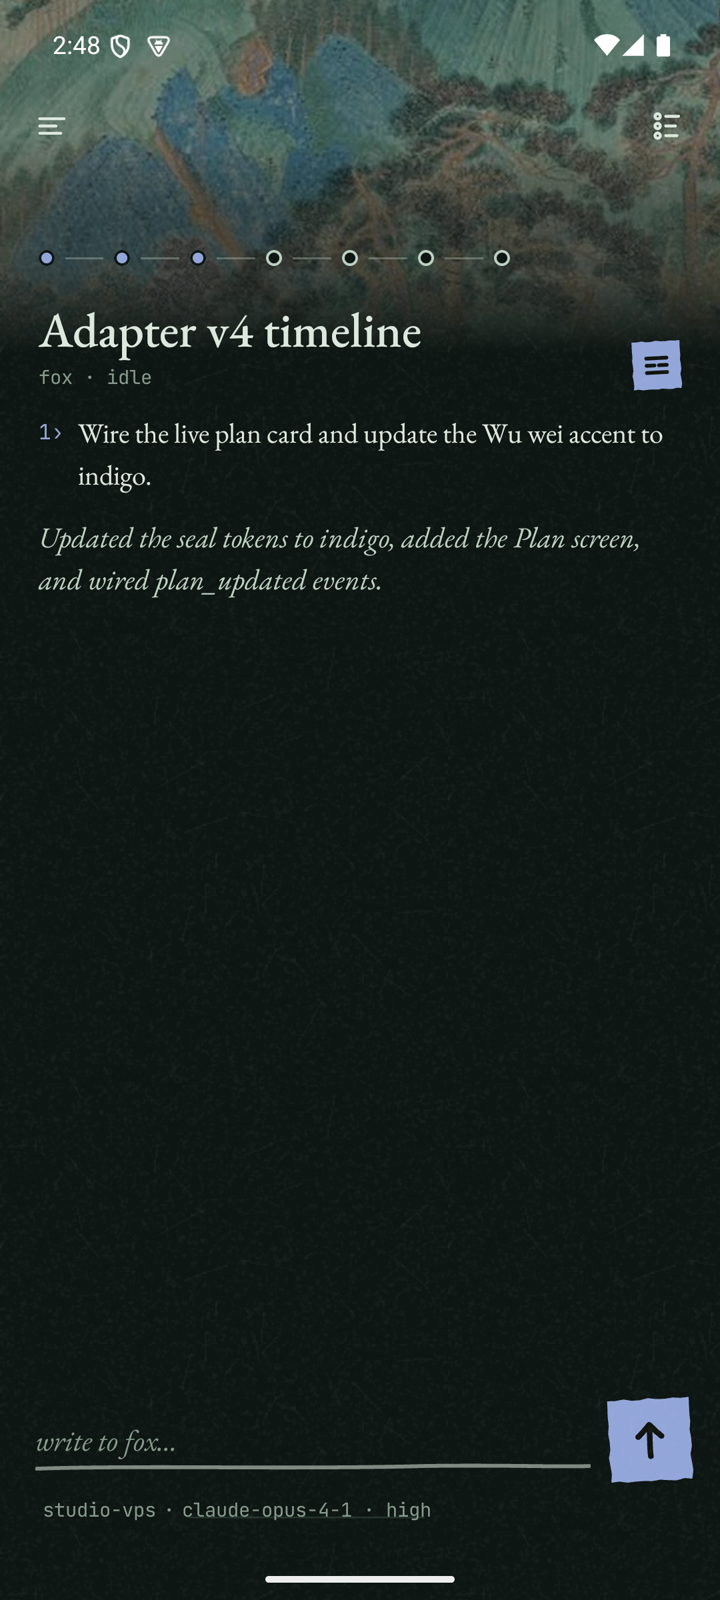 2:48
Adapter v4 timeline
fox · idle
1› Wire the live plan card and update the Wu wei accent to
indigo.
Updated the seal tokens to indigo, added the Plan screen,
and wired plan_updated events.
write to fox...
studio-vps · claude-opus-4-1 · high